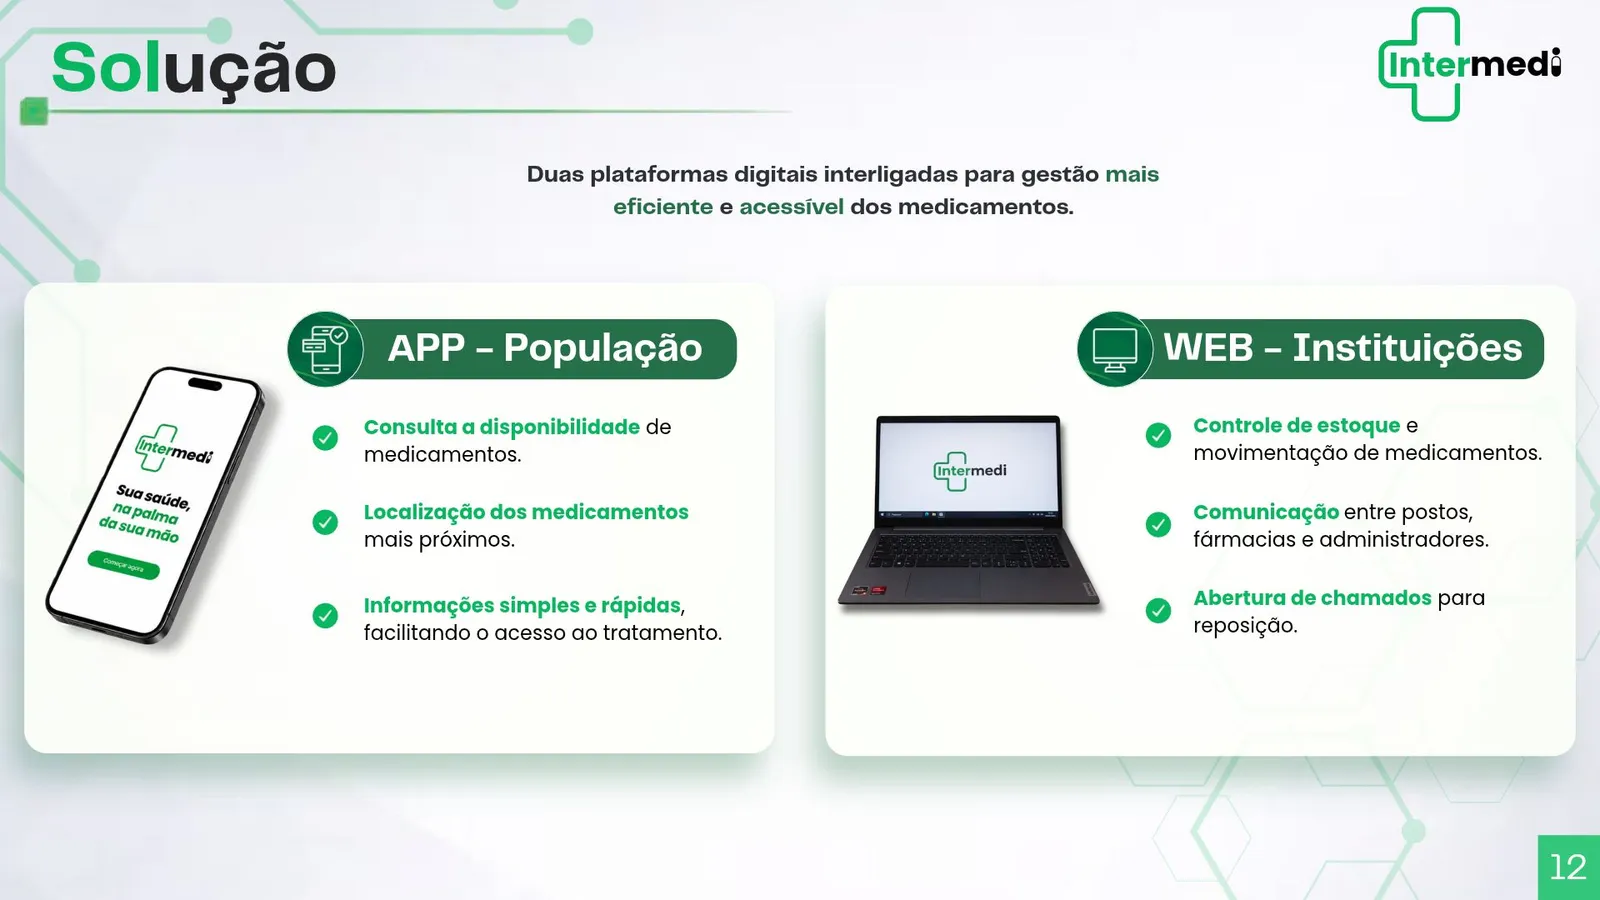 Solução
Intermedi
Duas plataformas digitais interligadas para gestão mais
eficiente e acessível dos medicamentos.
APP - População
Intermedi
Sua saúde,
na palma
da sua mão
Começar agora
Consulta a disponibilidade de
medicamentos.
Localização dos medicamentos
mais próximos.
Informações simples e rápidas,
facilitando o acesso ao tratamento.
WEB - Instituições
Intermedi
Controle de estoque e
movimentação de medicamentos.
Comunicação entre postos,
fármacias e administradores.
Abertura de chamados para
reposição.
12